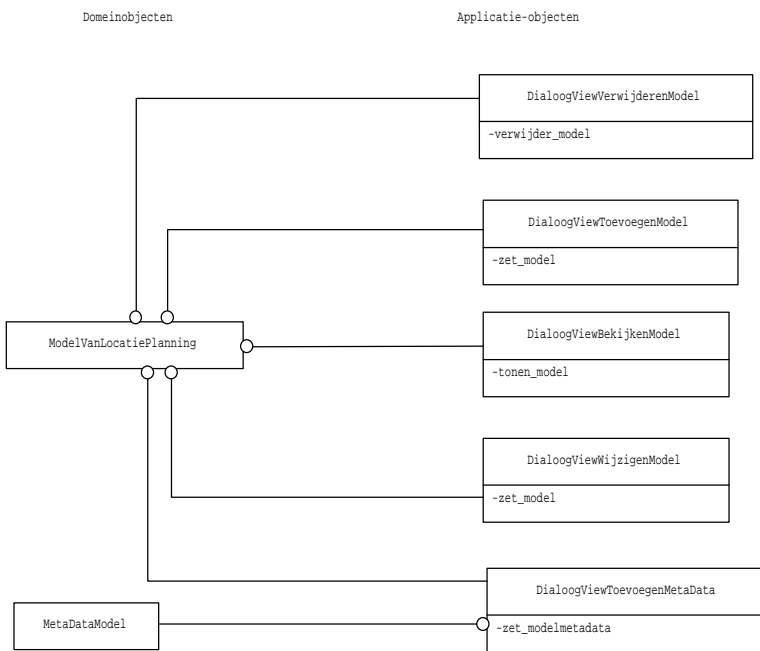 Domeinobjecten
Applicatie-objecten
DialoogViewVerwijderenModel
-verwijder_model
DialoogViewToevoegenModel
-zet_model
ModelVanLocatiePlanning
DialoogViewBekijkenModel
-tonen_model
DialoogViewWijzigenModel
-zet_model
DialoogViewToevoegenMetaData
MetaDataModel
-zet_modelmetadata